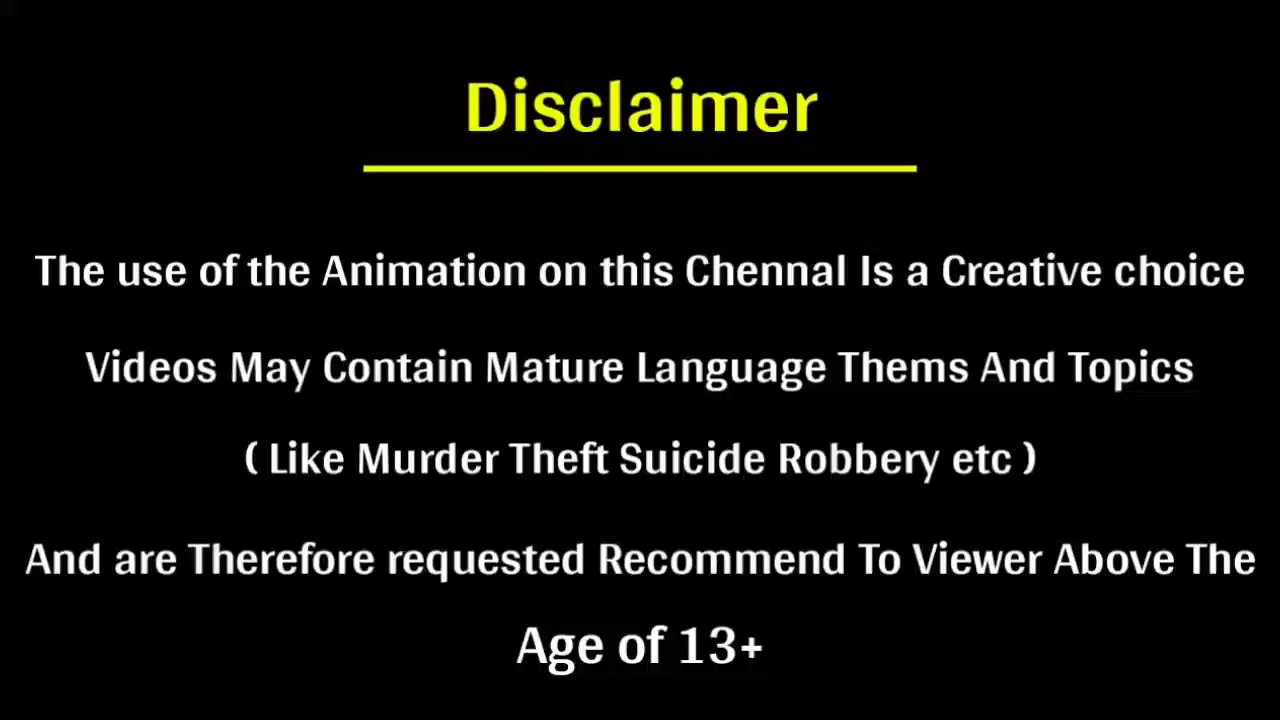 Disclaimer
The use of the Animation on this Chennal Is a Creative choice
Videos May Contain Mature Language Thems And Topics
( Like Murder Theft Suicide Robbery etc )
And are Therefore requested Recommend To Viewer Above The
Age of 13+